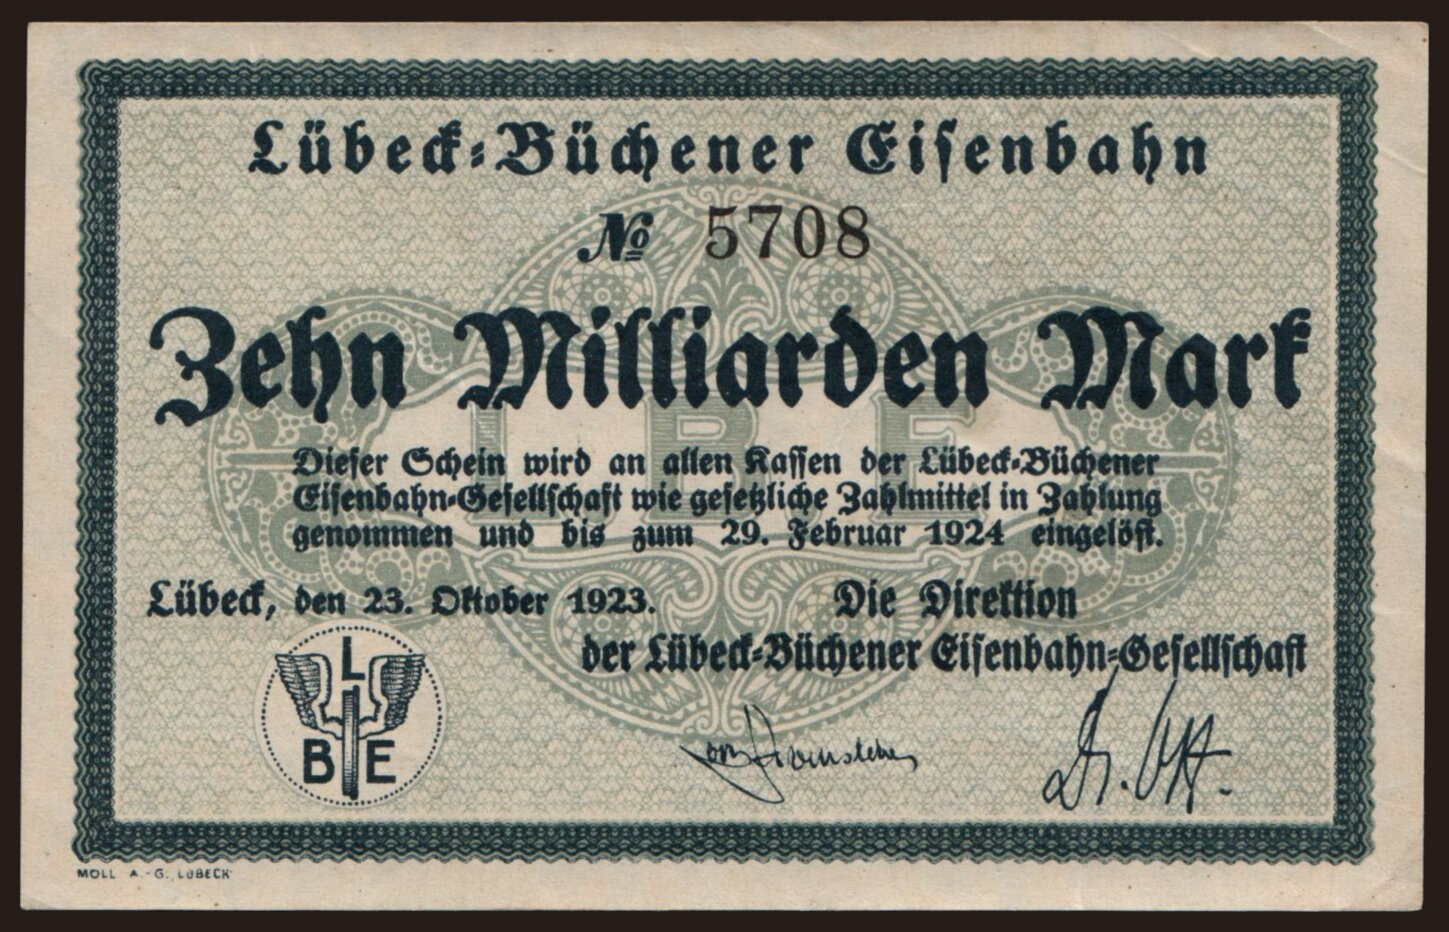 Lübeck-Büchener Eisenbahn
№ 5708
Zehn Milliarden Mark
LBE
Dieser Schein wird an allen Kassen der Lübeck-Büchener
Eisenbahn-Gesellschaft wie gesetzliche Zahlmittel in Zahlung
genommen und bis zum 29. Februar 1924 eingelöst.
Lübeck, den 23. Oktober 1923.
Die Direktion
der Lübeck-Büchener Eisenbahn-Gesellschaft
L
B E
Dr.
MOLL A.-G., LÜBECK